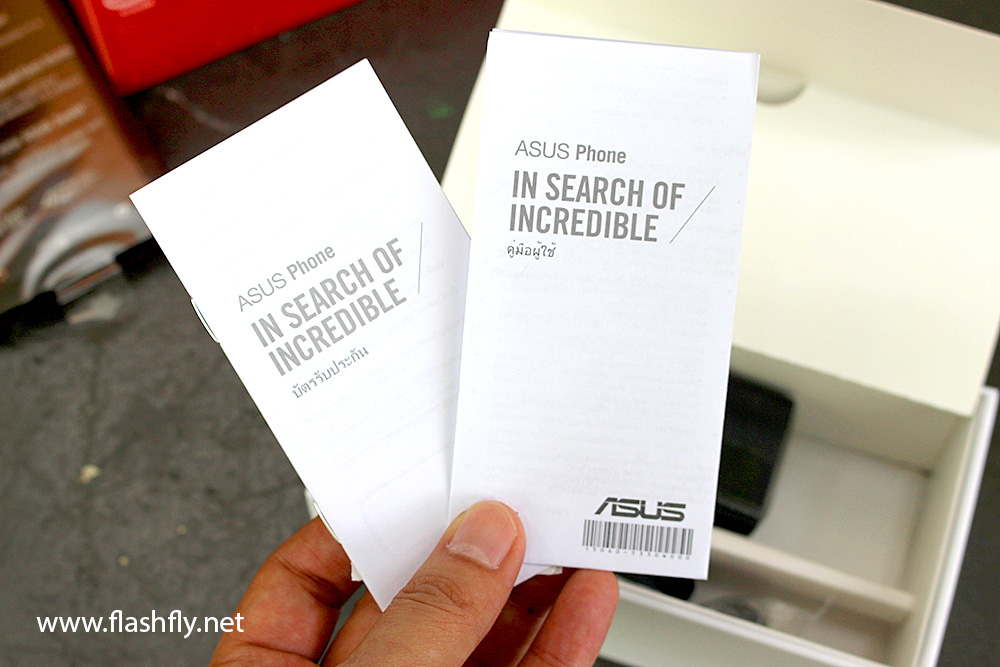 ASUS Phone
IN SEARCH OF
INCREDIBLE
บัตรรับประกัน
ASUS Phone
IN SEARCH OF
INCREDIBLE
คู่มือผู้ใช้
ASUS
www.flashfly.net